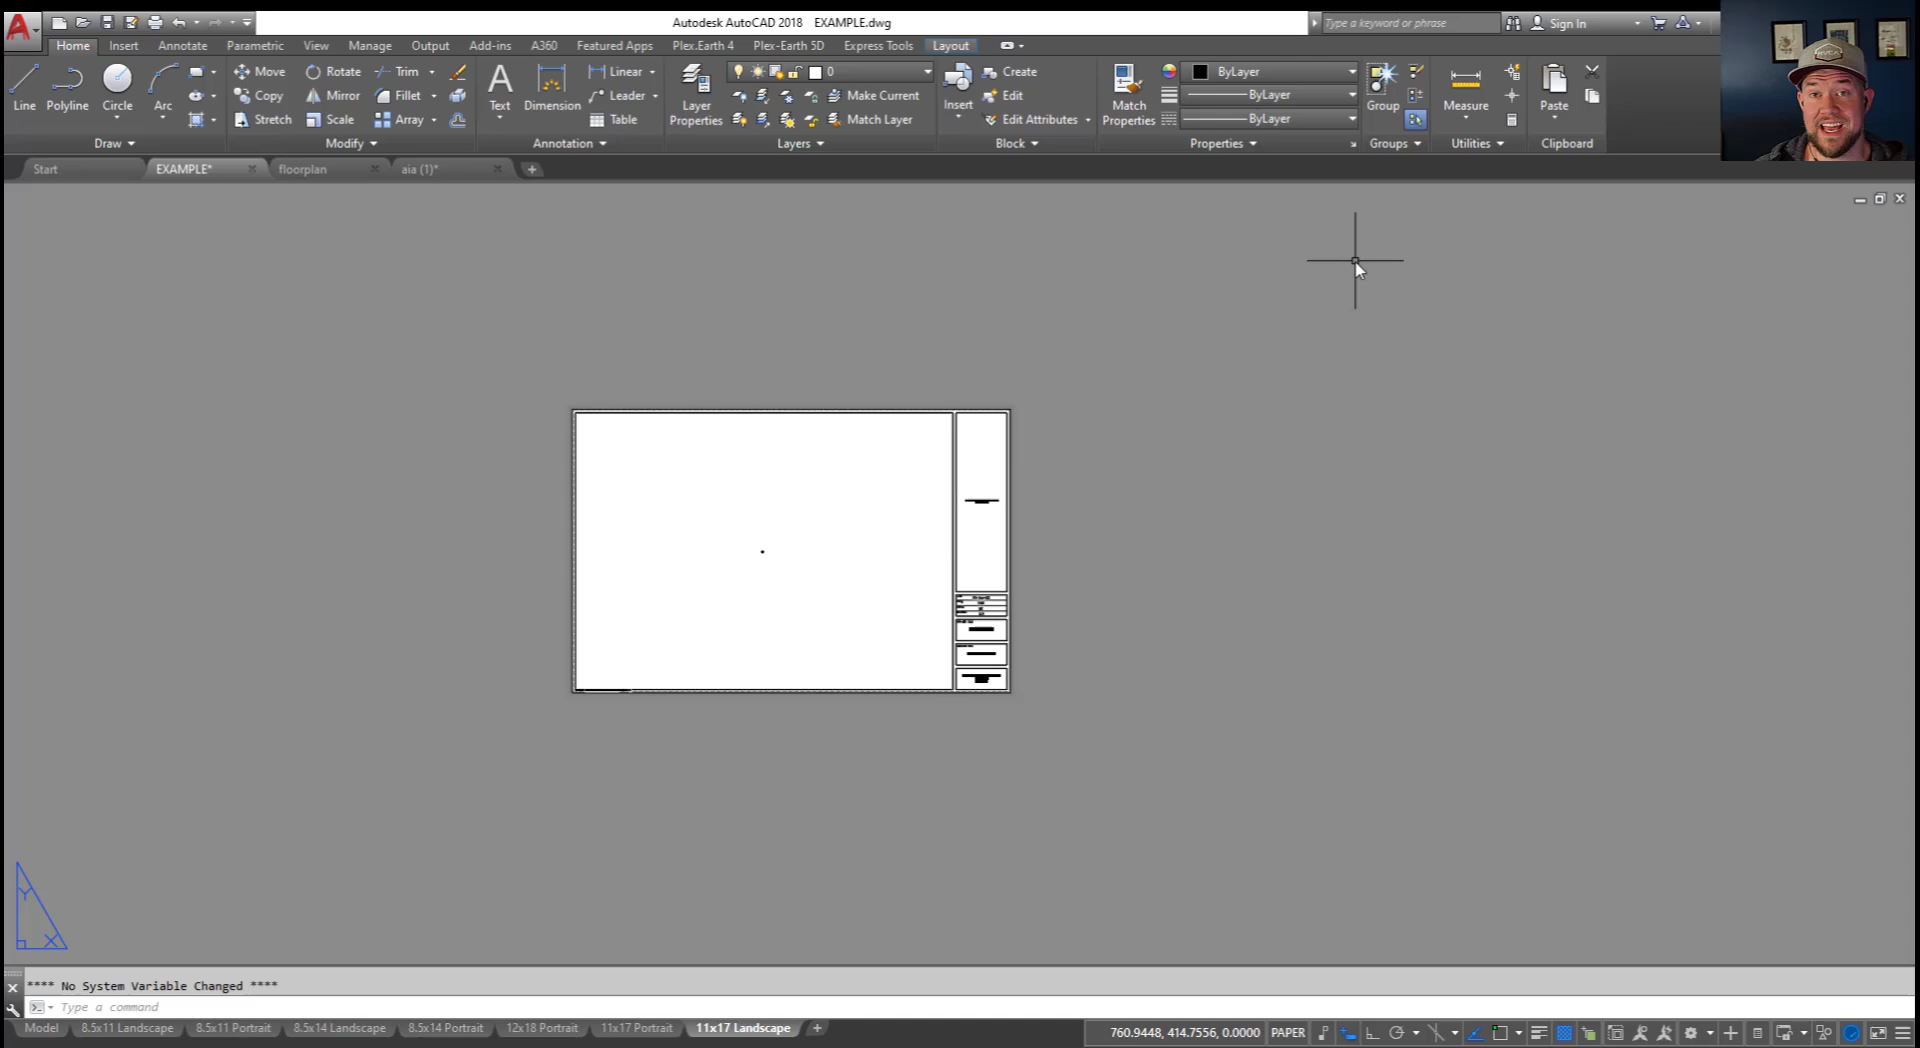 Autodesk AutoCAD 2018 EXAMPLE.dwg
Type a keyword or phrase
Sign In
Home Insert Annotate Parametric View Manage Output Add-ins A360 Featured Apps Plex.Earth 4 Plex-Earth 5D Express Tools Layout
Line Polyline Circle Arc
Move Rotate Trim
Copy Mirror Fillet
Stretch Scale Array
Text Dimension
Linear
Leader
Table
Layer Properties
0
Make Current
Match Layer
Insert
Create
Edit
Edit Attributes
Match Properties
ByLayer
ByLayer
ByLayer
Group
Measure
Paste
Draw Modify Annotation Layers Block Properties Groups Utilities Clipboard
Start EXAMPLE* floorplan aia (1)*
Y
X
**** No System Variable Changed ****
Type a command
Model 8.5x11 Landscape 8.5x11 Portrait 8.5x14 Landscape 8.5x14 Portrait 12x18 Portrait 11x17 Portrait 11x17 Landscape +
760.9448, 414.7556, 0.0000 PAPER